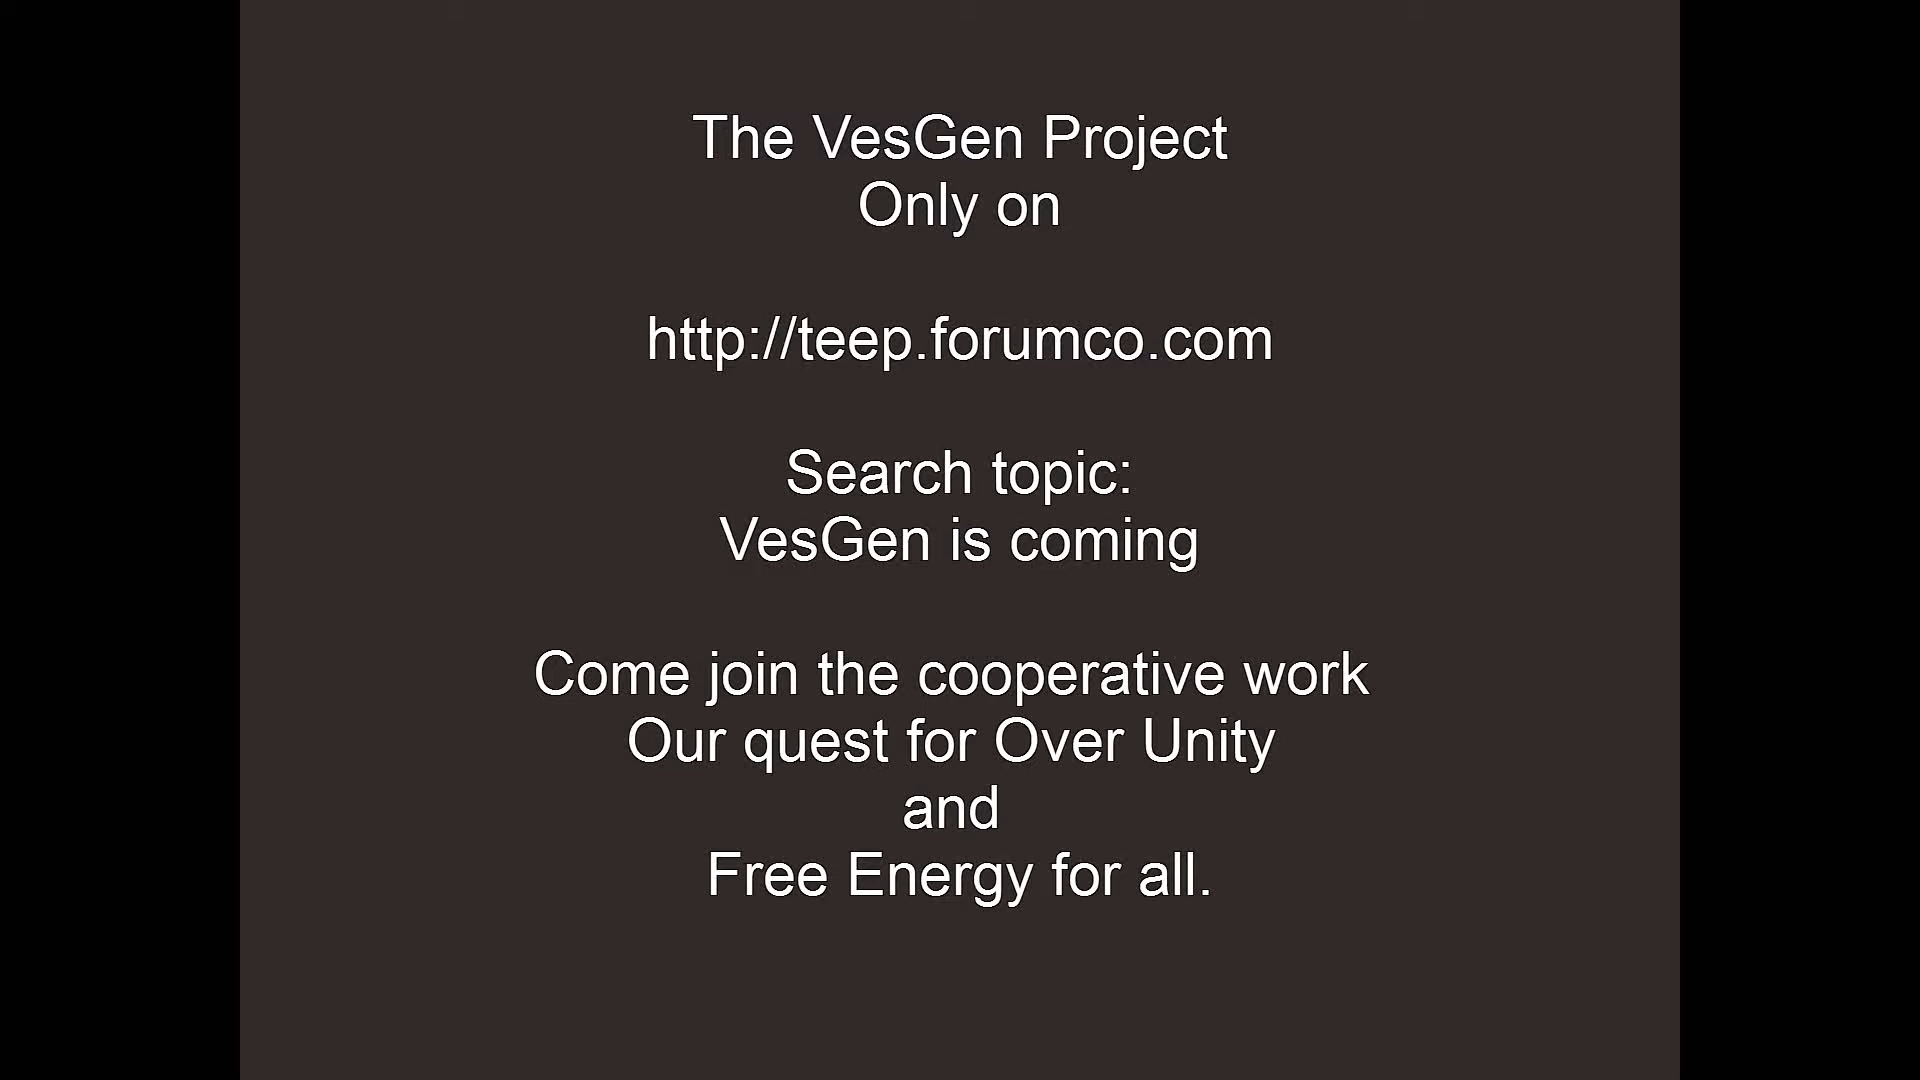 The VesGen Project
Only on
http://teep.forumco.com
Search topic:
VesGen is coming
Come join the cooperative work
Our quest for Over Unity
and
Free Energy for all.